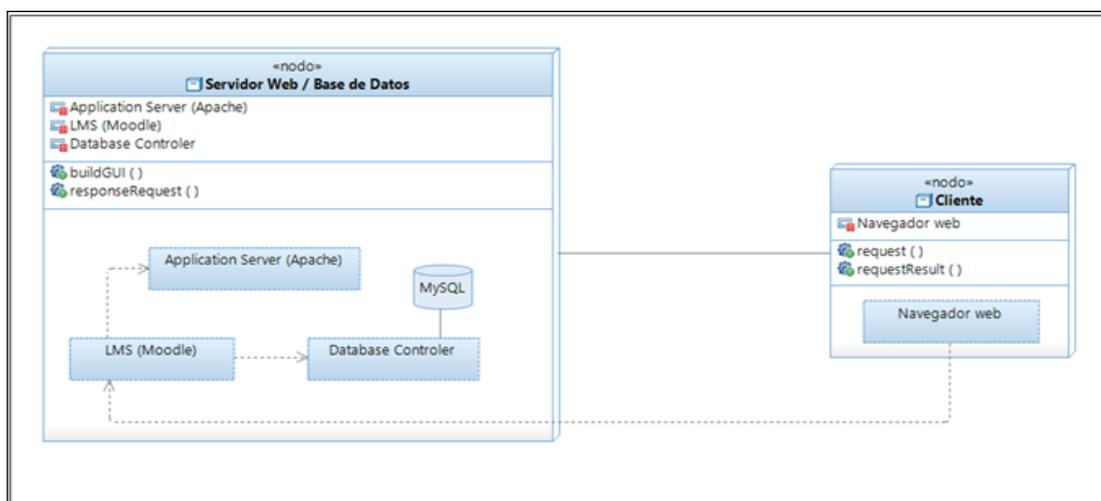 «nodo»
Servidor Web / Base de Datos
Application Server (Apache)
LMS (Moodle)
Database Controler
buildGUI ( )
responseRequest ( )
Application Server (Apache)
MySQL
LMS (Moodle)
Database Controler
«nodo»
Cliente
Navegador web
request ( )
requestResult ( )
Navegador web